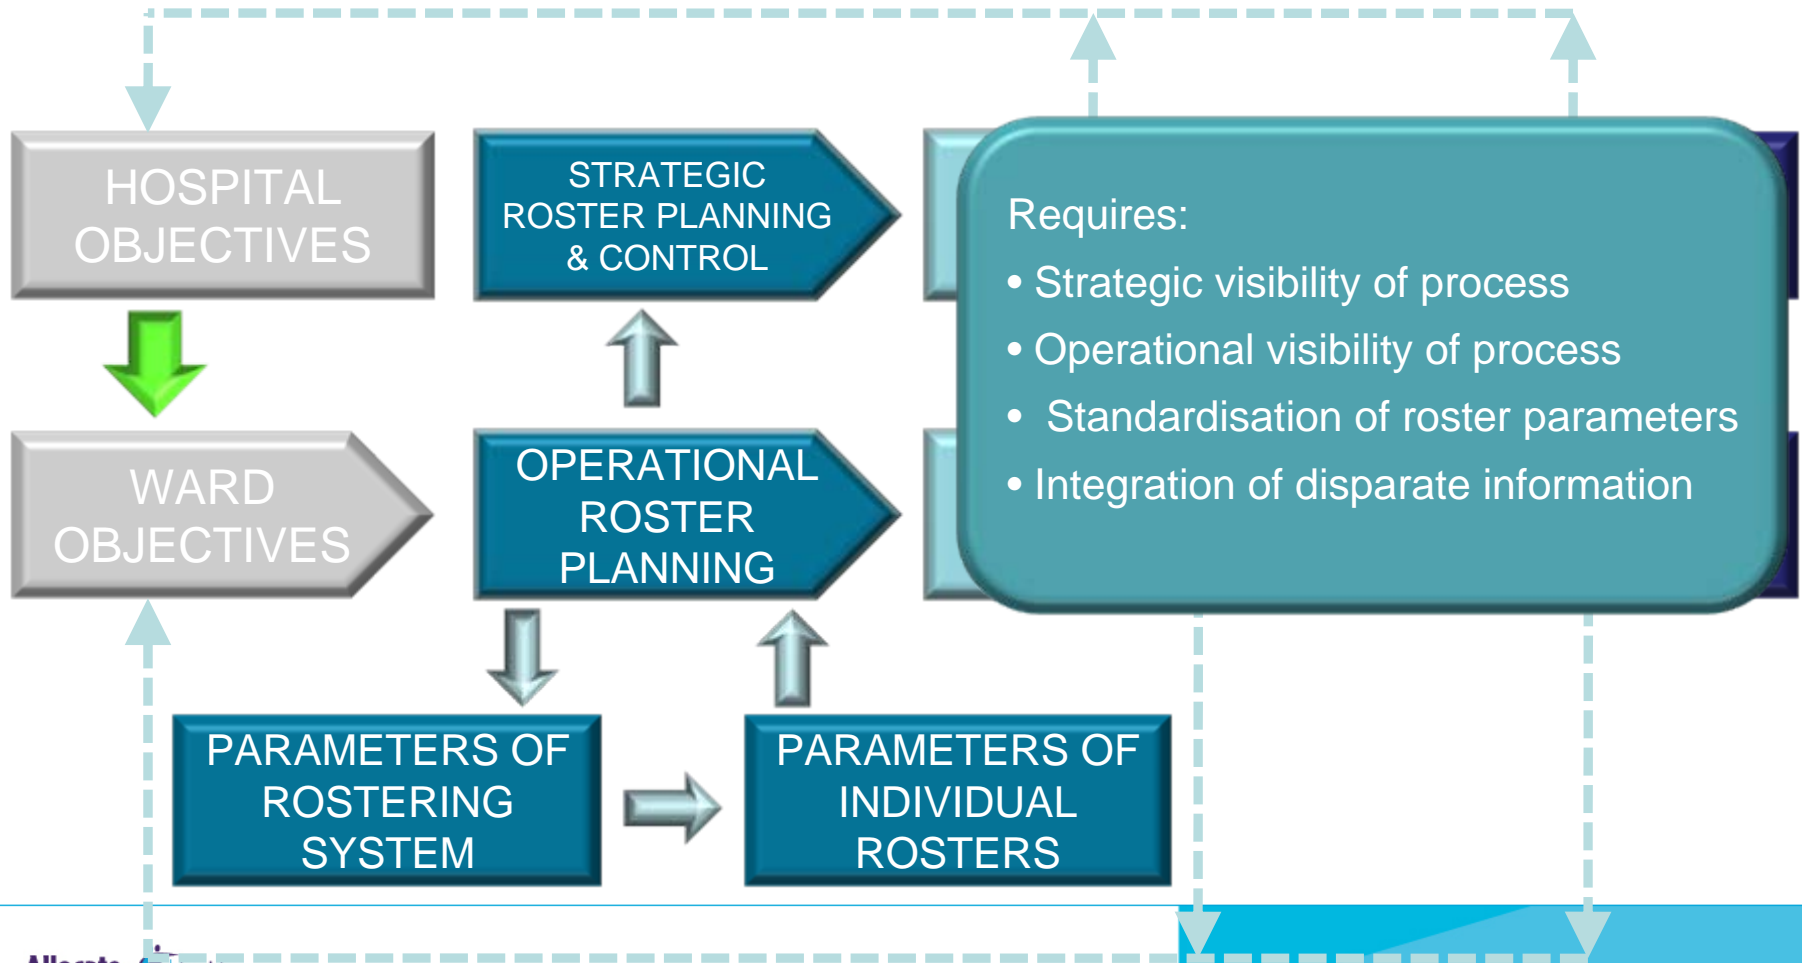 HOSPITAL
OBJECTIVES
STRATEGIC
ROSTER PLANNING
& CONTROL
Requires:
• Strategic visibility of process
• Operational visibility of process
• Standardisation of roster parameters
• Integration of disparate information
WARD
OBJECTIVES
OPERATIONAL
ROSTER
PLANNING
PARAMETERS OF
ROSTERING
SYSTEM
PARAMETERS OF
INDIVIDUAL
ROSTERS